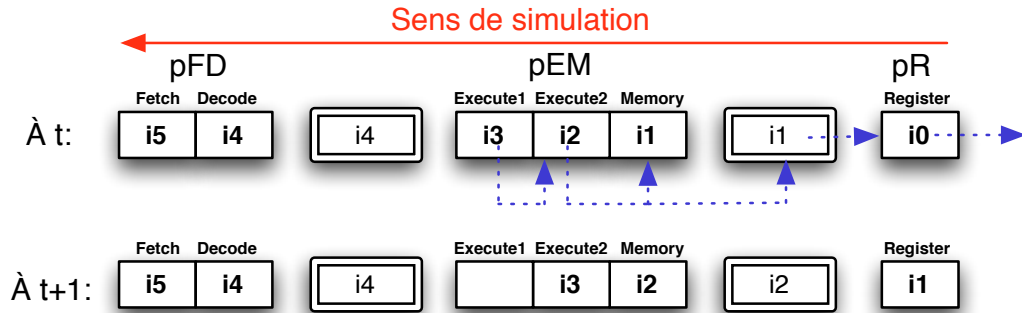 Sens de simulation
pFD pEM pR
Fetch Decode Execute1 Execute2 Memory Register
À t: i5 i4 i4 i3 i2 i1 i1 i0
Fetch Decode Execute1 Execute2 Memory Register
À t+1: i5 i4 i4 i3 i2 i2 i1